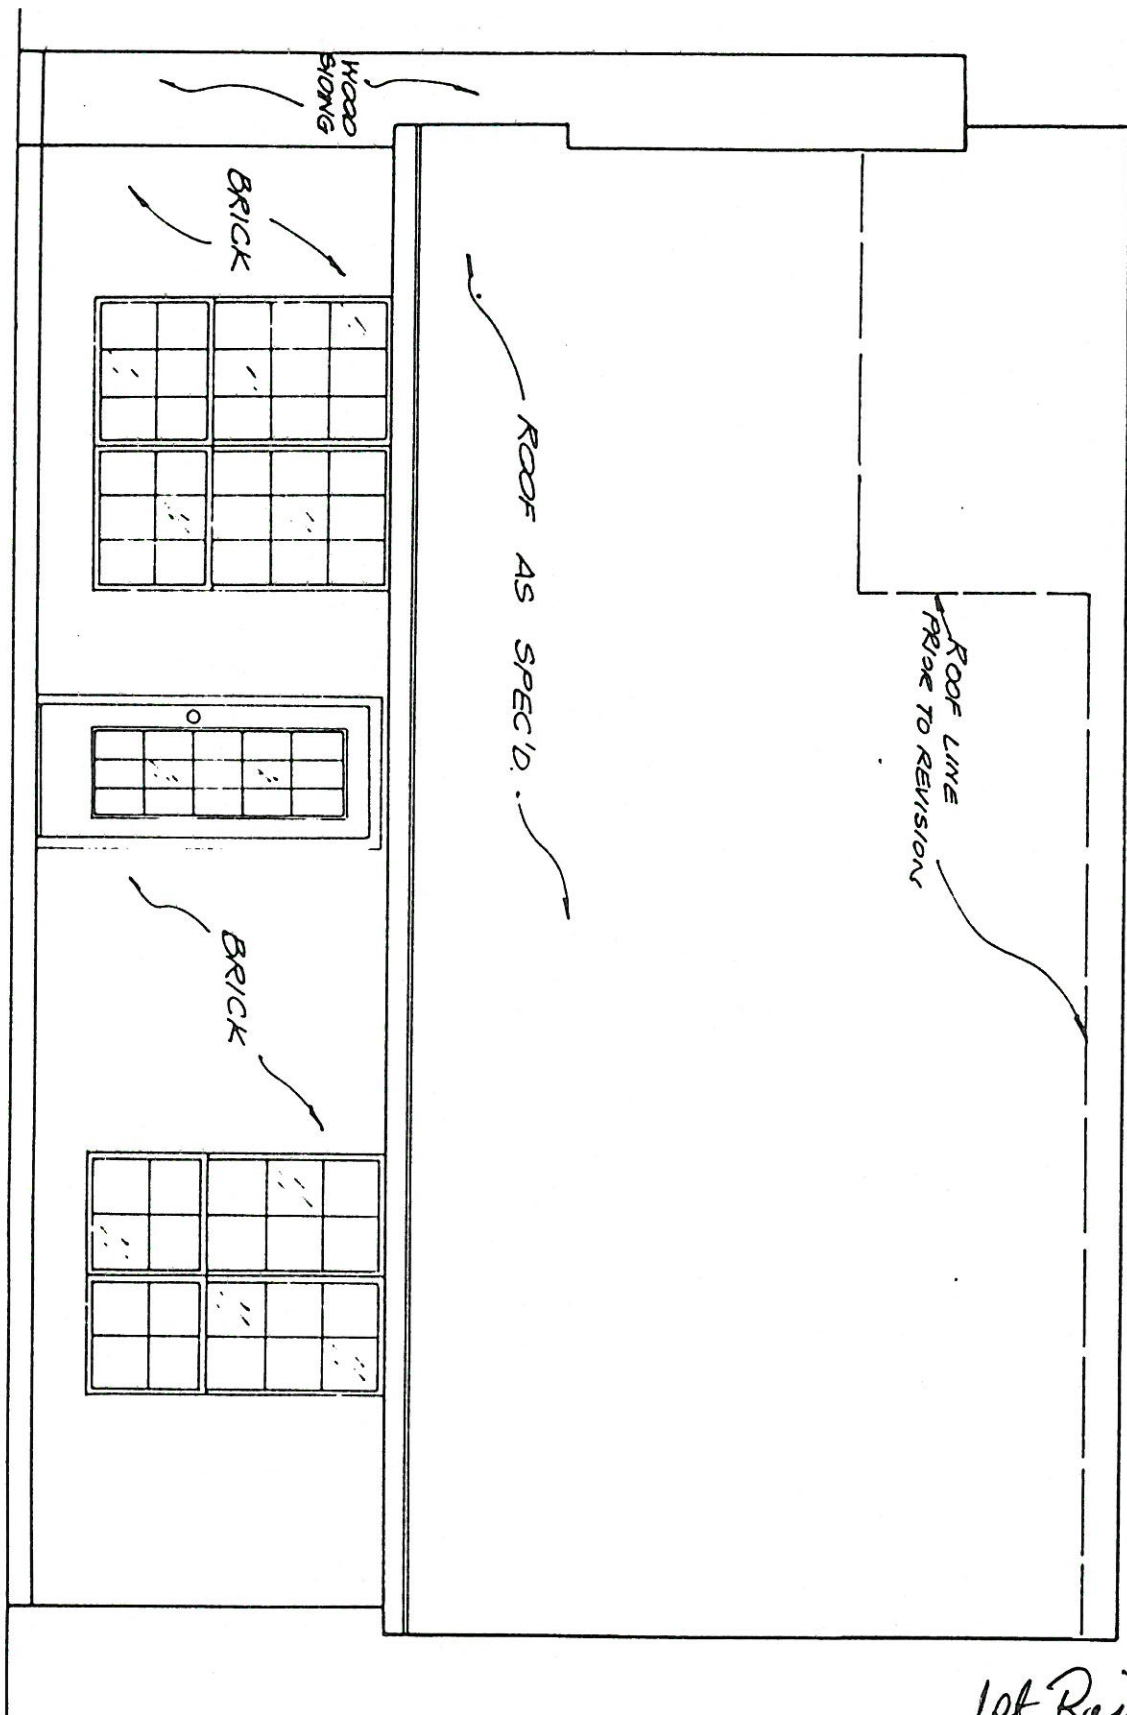 WOOD
SIDING
BRICK
ROOF LINE
PRIOR TO REVISION
ROOF AS SPEC'D.
BRICK